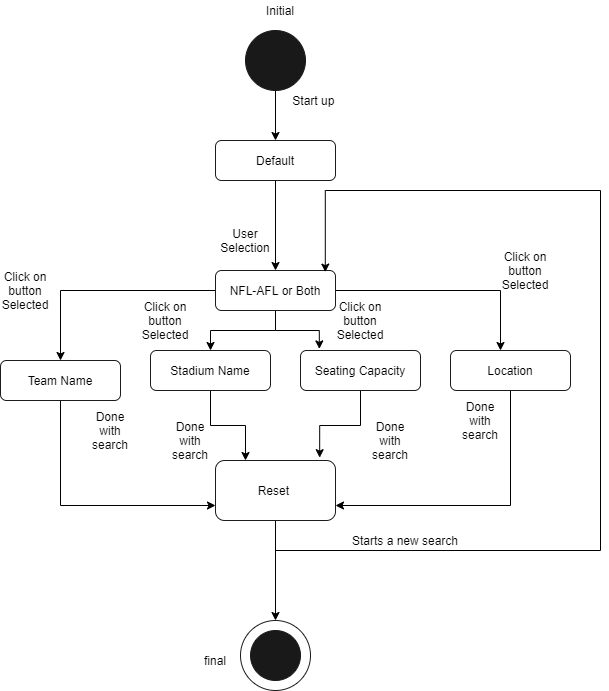 Initial
Start up
Default
User
Selection
NFL-AFL or Both
Click on
button
Selected
Click on
button
Selected
Click on
button
Selected
Click on
button
Selected
Team Name
Stadium Name
Seating Capacity
Location
Done
with
search
Done
with
search
Done
with
search
Done
with
search
Reset
Starts a new search
final